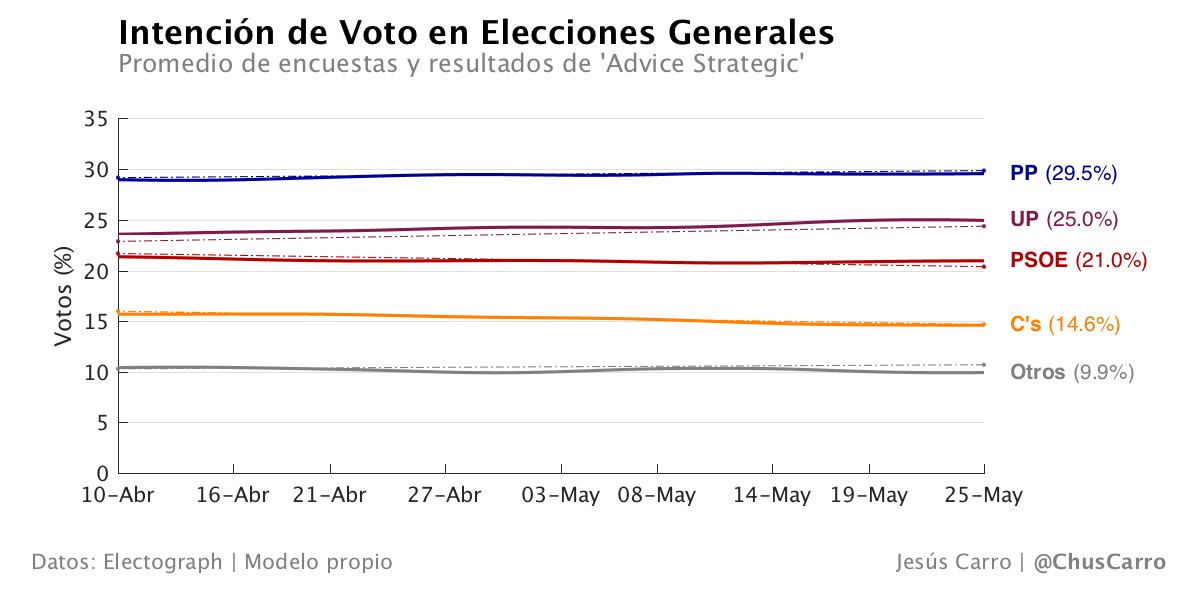 Intención de Voto en Elecciones Generales
Promedio de encuestas y resultados de 'Advice Strategic'
Votos (%)
35
30
25
20
15
10
5
0
10-Abr 16-Abr 21-Abr 27-Abr 03-May 08-May 14-May 19-May 25-May
PP (29.5%)
UP (25.0%)
PSOE (21.0%)
C's (14.6%)
Otros (9.9%)
Datos: Electograph | Modelo propio
Jesús Carro | @ChusCarro